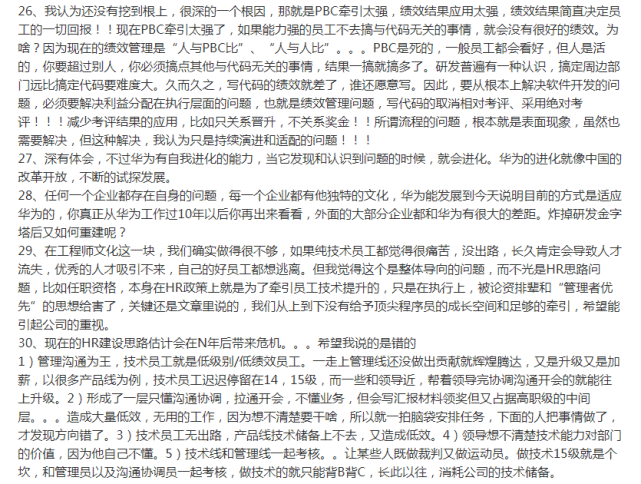 26、我认为还没有挖到根上，很深的一个根因，那就是PBC牵引太强，绩效结果应用太强，绩效结果简直决定员
工的一切回报！！现在PBC牵引太强了，如果能力强的员工不去搞与代码无关的事情，就会没有很好的绩效。为
啥？因为现在的绩效管理是“人与PBC比”、“人与人比”。。。PBC是死的，一般员工都会看好，但人是活
的，你要超过别人，你必须搞点其他与代码无关的事情，结果一搞就搞多了。研发普遍有一种认识，搞定周边部
门远比搞定代码要难度大。久而久之，写代码的绩效就差了，谁还愿意写。因此，要从根本上解决软件开发的问
题，必须要解决利益分配在执行层面的问题，也就是绩效管理问题，写代码的取消相对考评、采用绝对考
评！！！减少考评结果的应用，比如只关系晋升，不关系奖金！！所谓流程的问题，根本就是表面现象，虽然也
需要解决，但这种解决，我认为只是持续演进和适配的问题！！！
27、深有体会，不过华为有自我进化的能力，当它发现和认识到问题的时候，就会进化。华为的进化就像中国的
改革开放，不断的试探发展。
28、任何一个企业都存在自身的问题，每一个企业都有他独特的文化，华为能发展到今天说明目前的方式是适应
华为的，你真正从华为工作过10年以后你再出来看看，外面的大部分企业都和华为有很大的差距。炸掉研发金字
塔后又如何重建呢？
29、在工程师文化这一块，我们确实做得很不够，如果纯技术员工都觉得很痛苦，没出路，长久肯定会导致人才
流失，优秀的人才吸引不来，自己的好员工都想逃离。但我觉得这个是整体导向的问题，而不光是HR思路问
题，比如任职资格，本身在HR政策上就是为了牵引员工技术提升的，只是在执行上，被论资排辈和“管理者优
先”的思想给害了，关键还是文章里说的，我们从上到下没有给予顶尖程序员的成长空间和足够的牵引，希望能
引起公司的重视。
30、现在的HR建设思路估计会在N年后带来危机。。。希望我说的是错的
1）管理沟通为王，技术员工就是低级别/低绩效员工。一走上管理线还没做出贡献就辉煌腾达，又是升级又是加
薪，以很多产品线为例，技术员工迟迟停留在14，15级，而一些和领导近，帮着领导完协调沟通开会的就能往
上升级。2）形成了一层只懂沟通协调，拉通开会，不懂业务，但会写汇报材料领奖但又占据高职级的中间
层。。。造成大量低效，无用的工作，因为想不清楚要干啥，所以就一拍脑袋安排任务，下面的人把事情做了，
才发现方向错了。3）技术员工无出路，产品线技术储备上不去，又造成低效。4）领导想不清楚技术能力对部门
的价值，因为他自己不懂。5）技术线和管理线一起考核。。让某些人既做裁判又做运动员。做技术15级就是个
坎，和管理员以及沟通协调员一起考核，做技术的就只能背B背C，长此以往，消耗公司的技术储备。